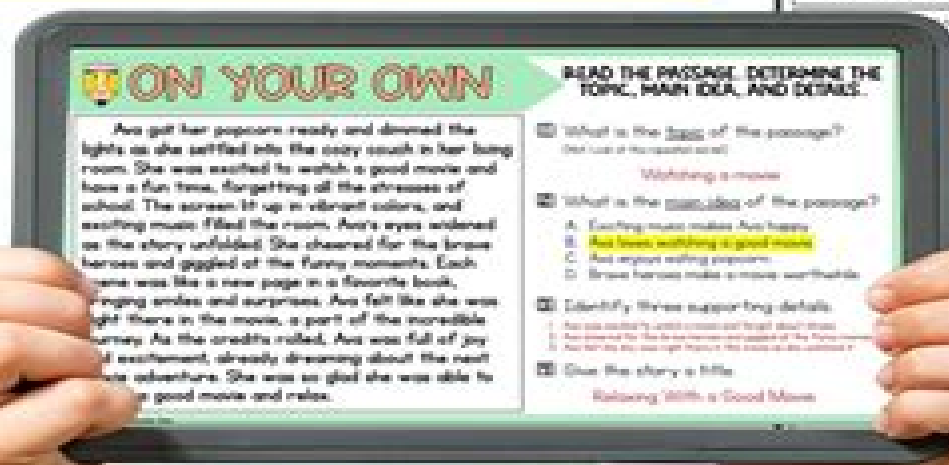 ON YOUR OWN
READ THE PASSAGE. DETERMINE THE
TOPIC, MAIN IDEA, AND DETAILS.
Ava got her popcorn ready and dimmed the
lights as she settled into the cozy couch in her living
room. She was excited to watch a good movie and
have a fun time, forgetting all the stresses of
school. The screen lit up in vibrant colors, and
exciting music filled the room. Ava's eyes widened
as the story unfolded. She cheered for the brave
heroes and giggled at the funny moments. Each
was like a new page in a favorite book,
smiles and surprises. Ava felt like she was
there in the movie, a part of the incredible
As the credits rolled, Ava was full of joy
excitement, already dreaming about the next
adventure. She was so glad she was able to
a good movie and relax.
What is the topic of the passage?
Watching a movie
What is the main idea of the passage?
A. Exciting music makes Ava happy.
B. Ava loves watching a good movie.
C. Ava enjoys eating popcorn.
D. Brave heroes make a movie worthwhile.
Identify three supporting details.
Give the story a title.
Relaxing With a Good Movie